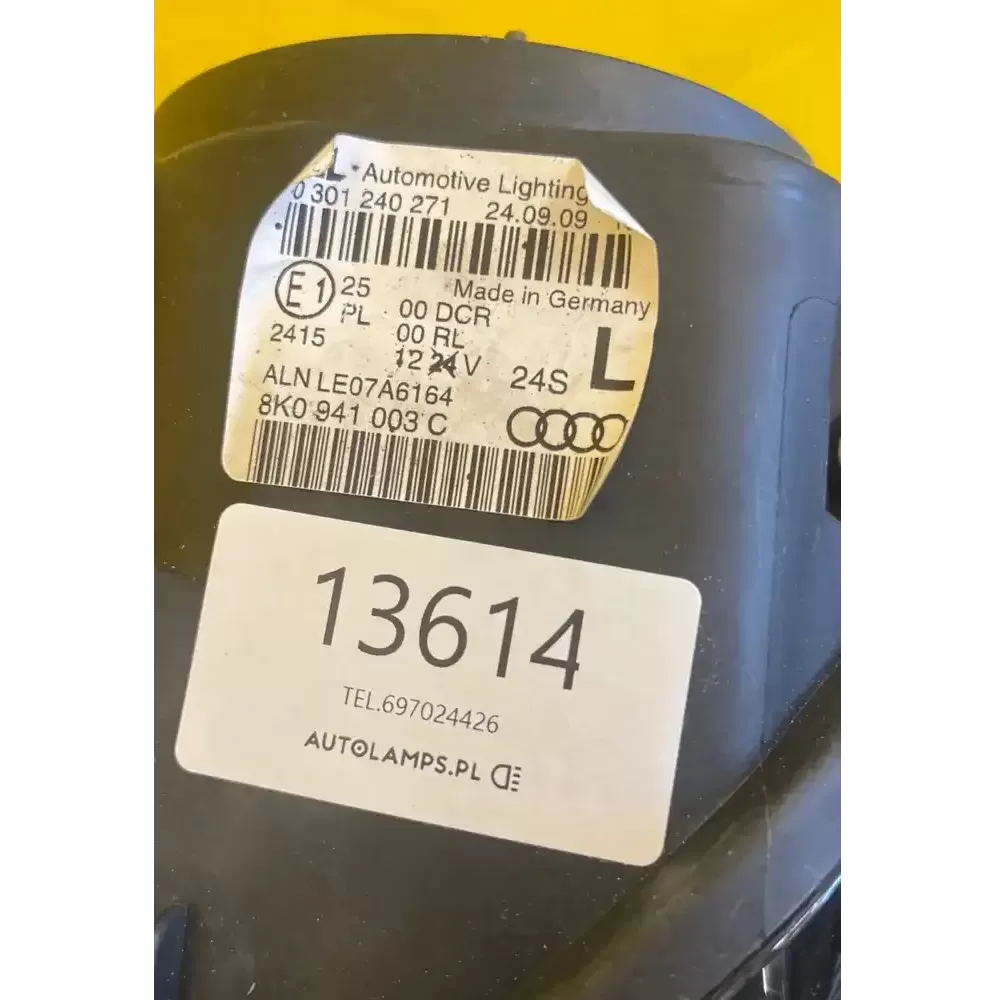 L Automotive Lighting
0 301 240 271 24.09.09
E1 25 Made in Germany
PL 00 DCR
2415 00 RL L
12 24 V
ALN LE07A6164 24S
8K0 941 003 C
13614
TEL.697024426
AUTOLAMPS.PL